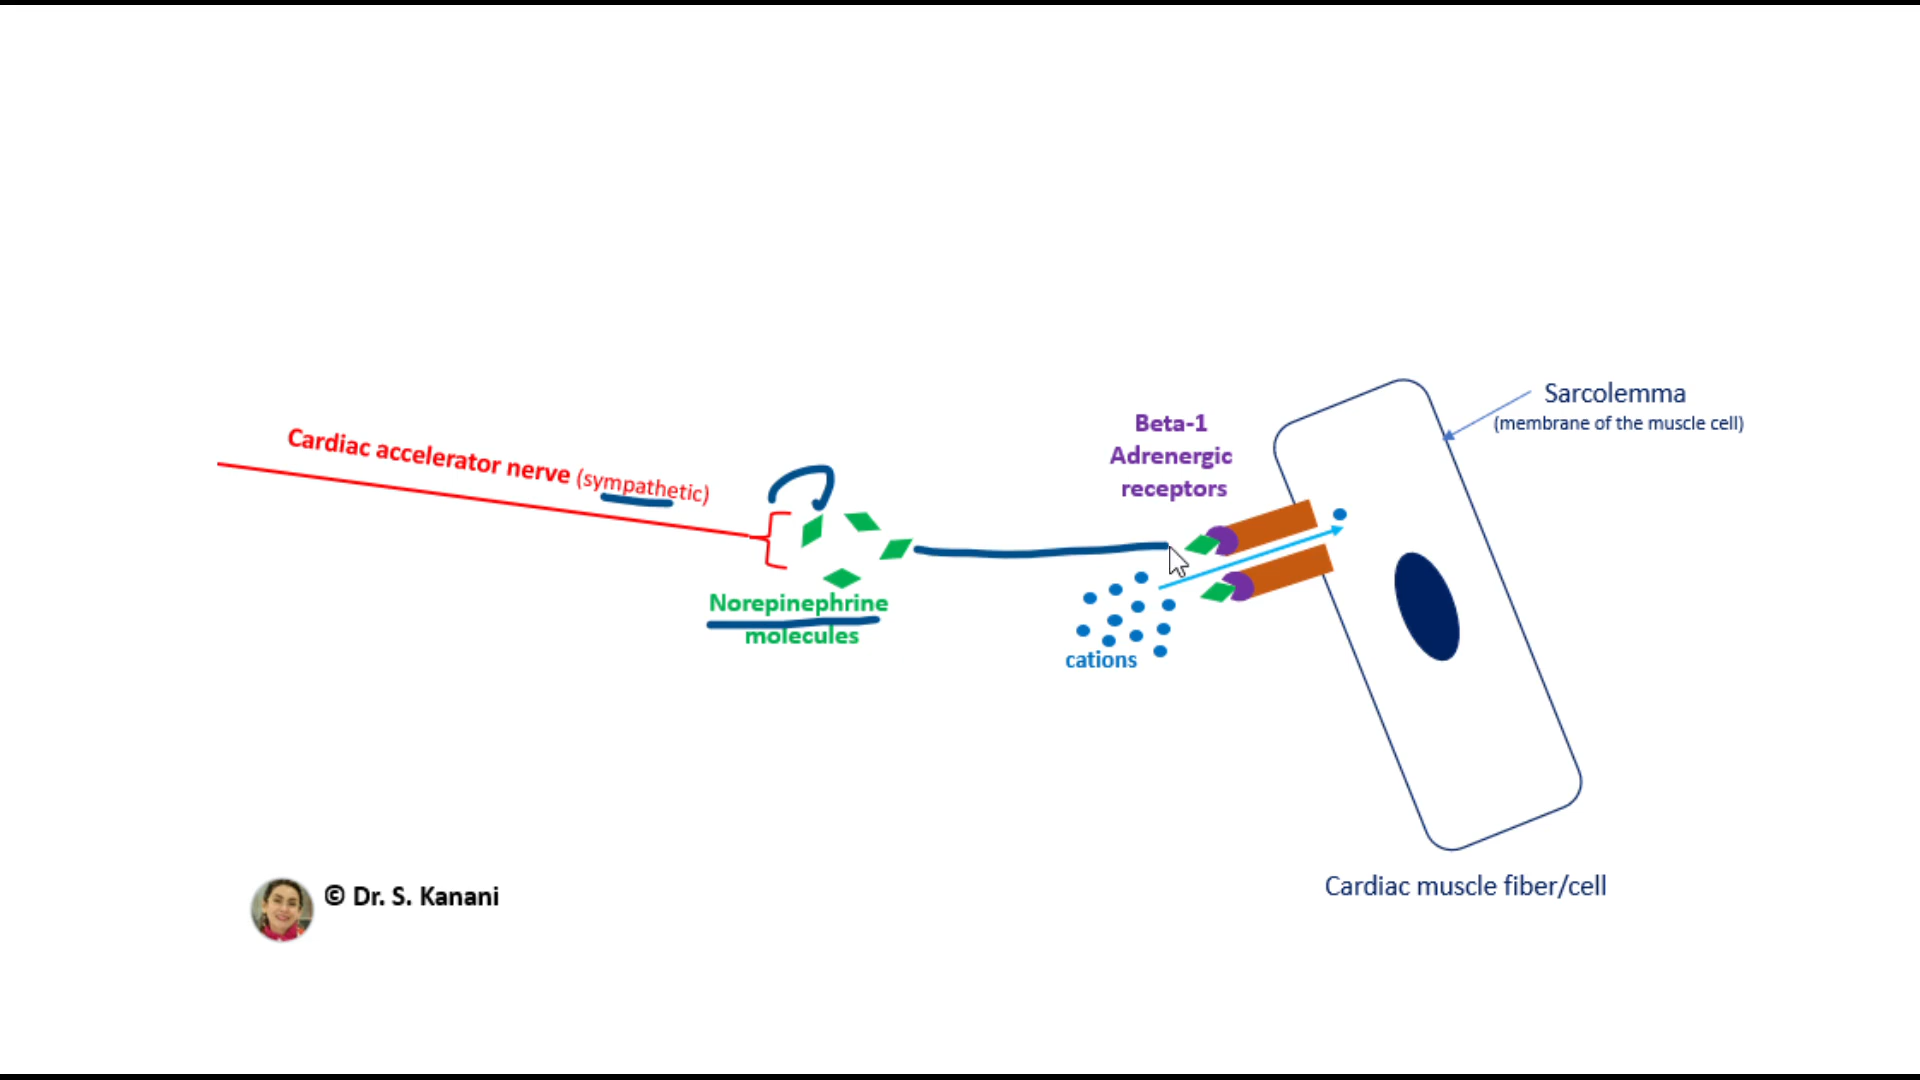 Cardiac accelerator nerve (sympathetic)
Norepinephrine
molecules
Beta-1
Adrenergic
receptors
cations
Sarcolemma
(membrane of the muscle cell)
Cardiac muscle fiber/cell
© Dr. S. Kanani